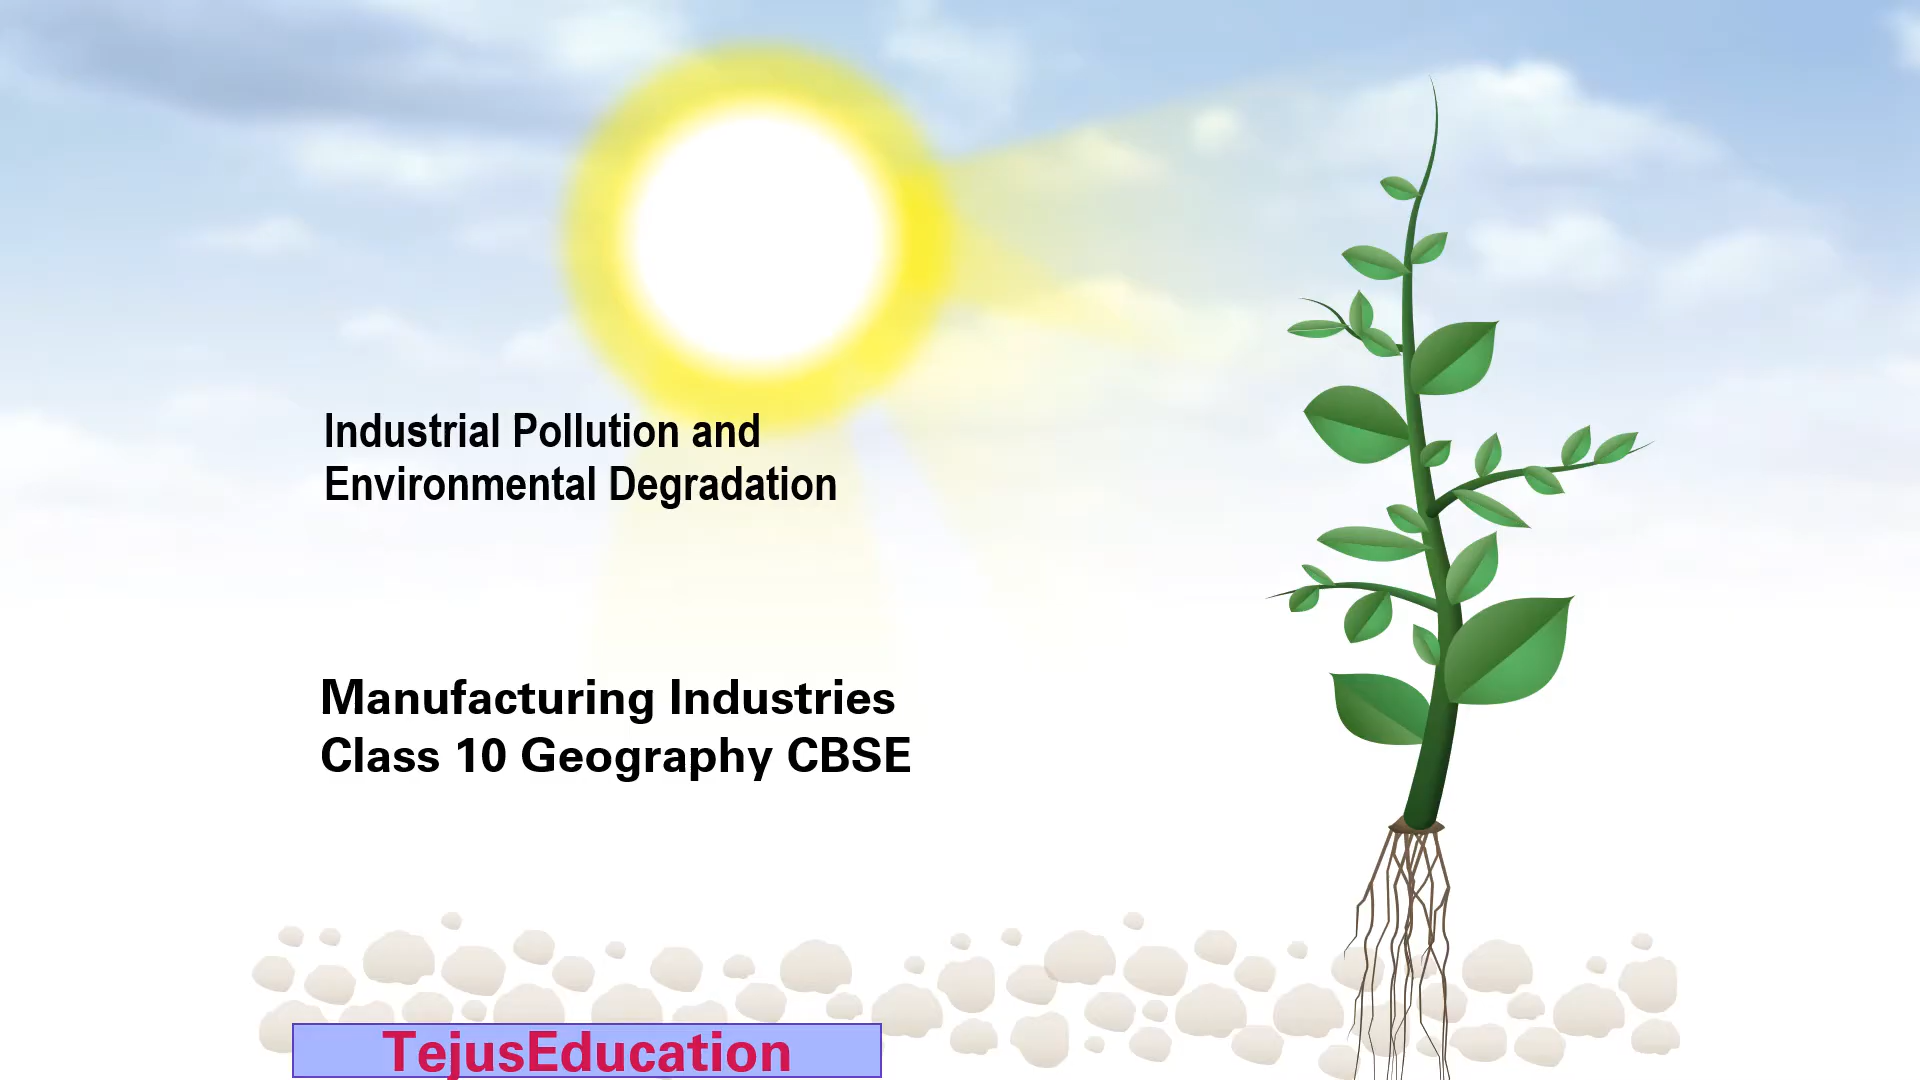 Industrial Pollution and
Environmental Degradation
Manufacturing Industries
Class 10 Geography CBSE
TejusEducation